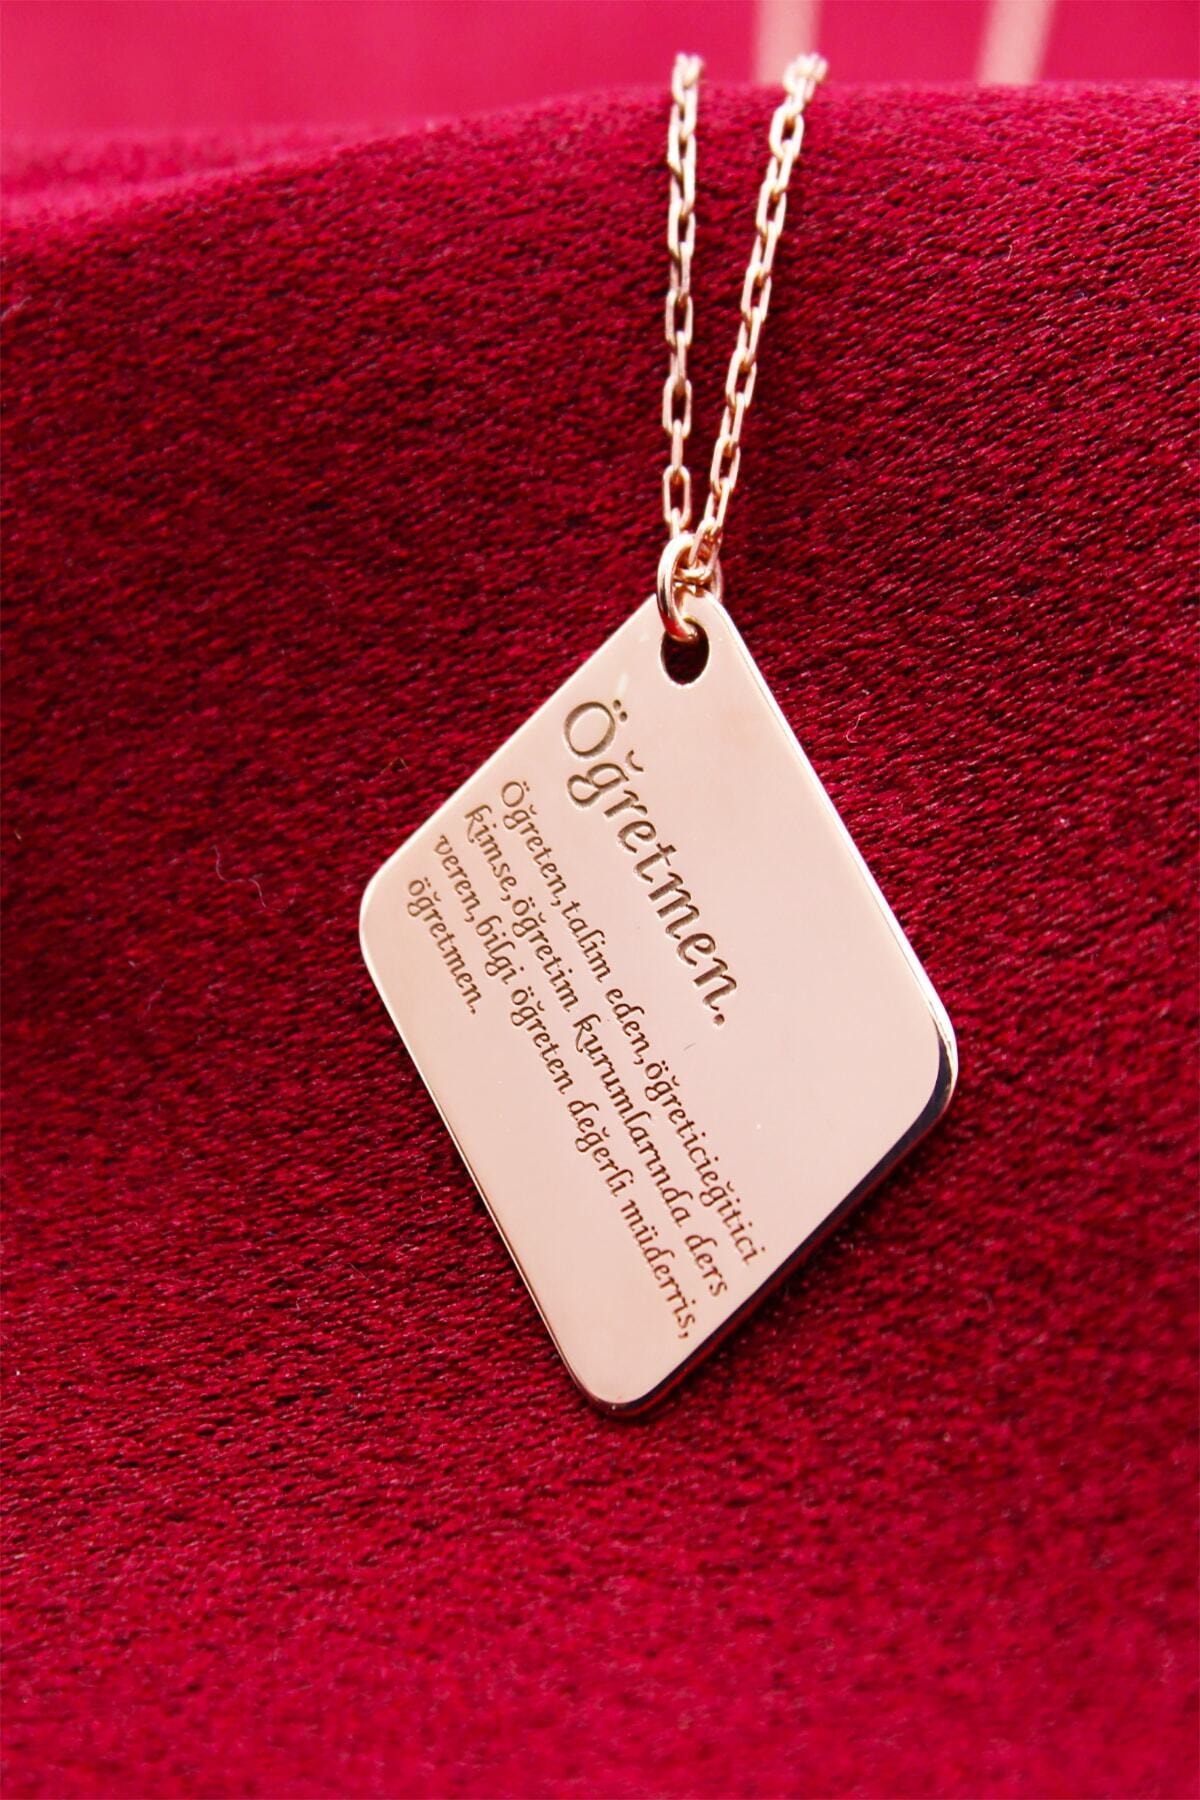 Öğretmen.
Öğreten,talim eden,öğreticieğitici
kimse,öğretim kurumlarında ders
veren,bilgi öğreten değerli müderris,
öğretmen.